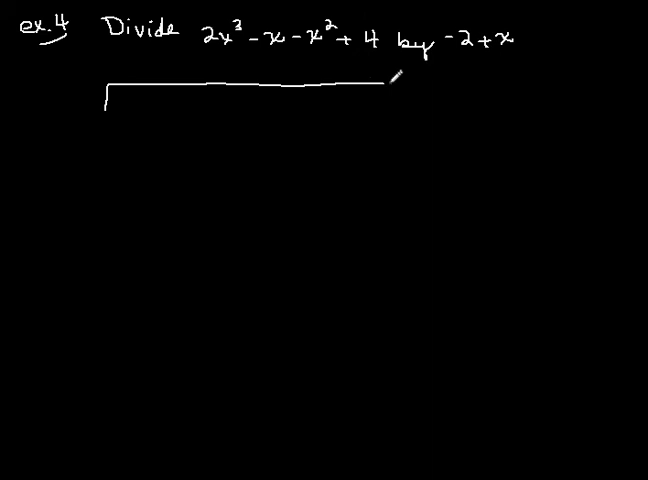 ex.4 Divide 2x³ - x - x² + 4 by -2 + x